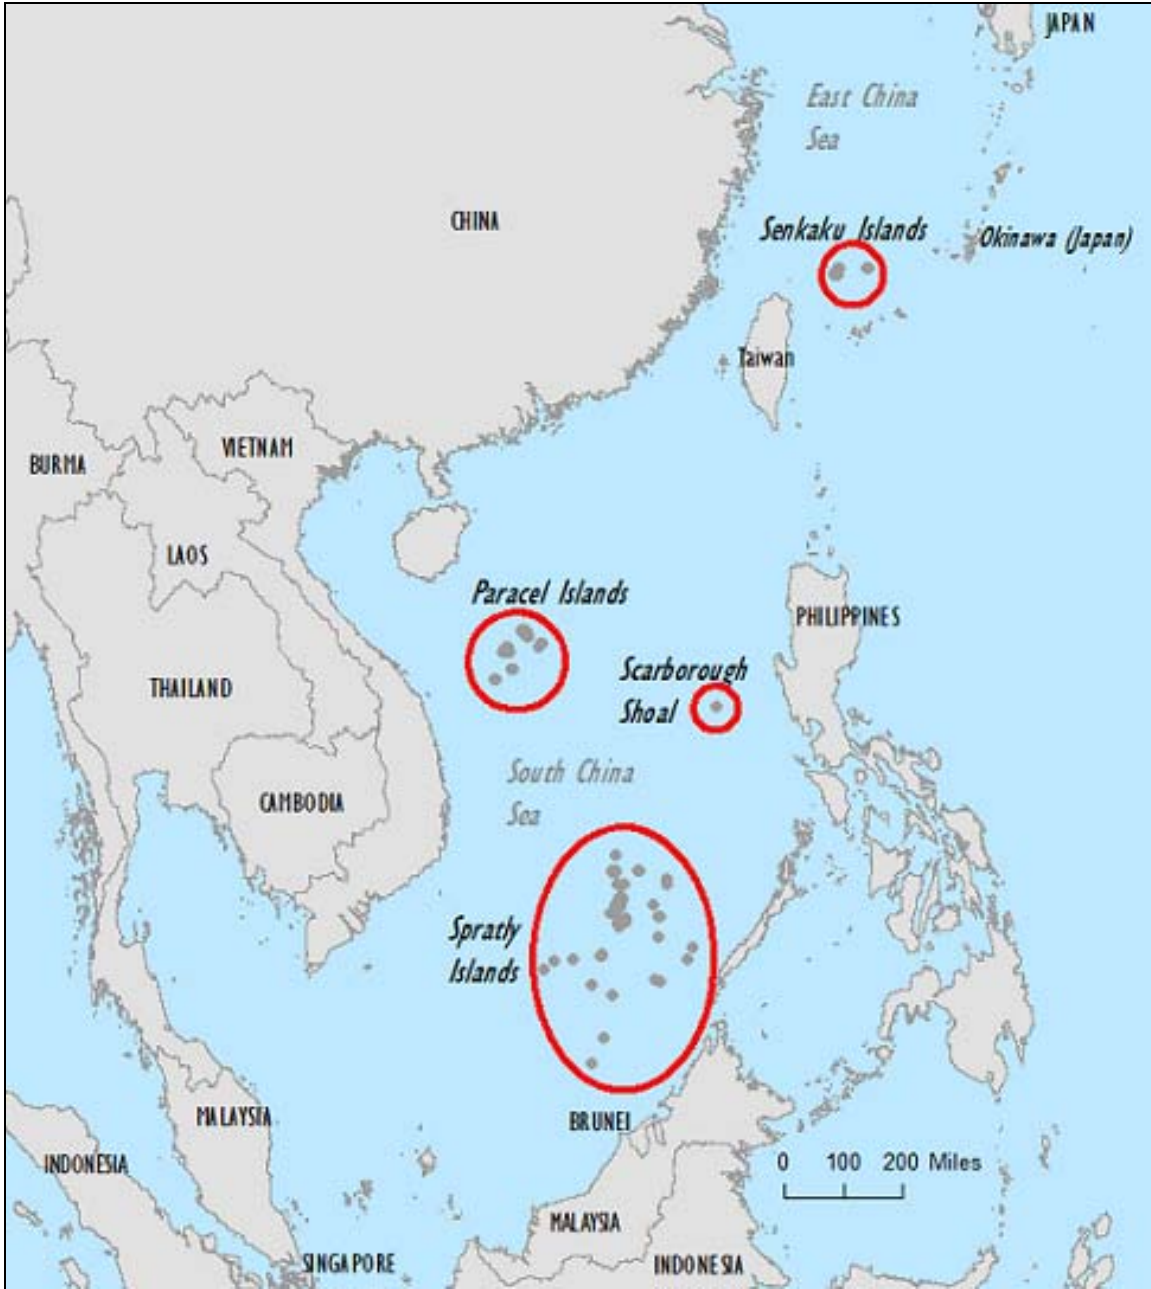 JAPAN
East China
Sea
CHINA
Senkaku Islands
Okinawa (Japan)
Taiwan
VIETNAM
BURMA
LAOS
Paracel Islands
PHILIPPINES
Scarborough
Shoal
THAILAND
South China
Sea
CAMBODIA
Spratly
Islands
MALAYSIA
BRUNEI
INDONESIA
0 100 200 Miles
MALAYSIA
SINGAPORE
INDONESIA